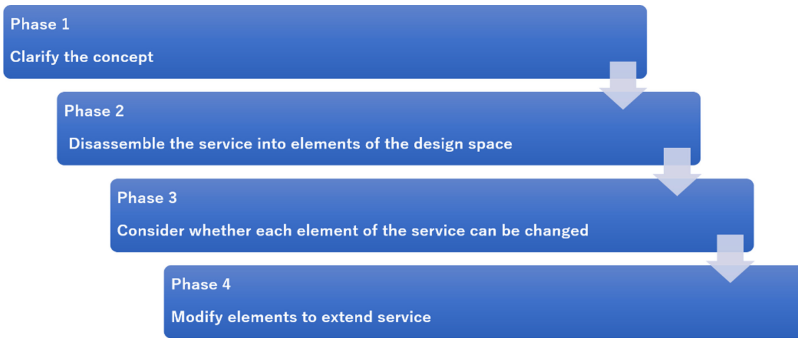 Phase 1
Clarify the concept
Phase 2
Disassemble the service into elements of the design space
Phase 3
Consider whether each element of the service can be changed
Phase 4
Modify elements to extend service